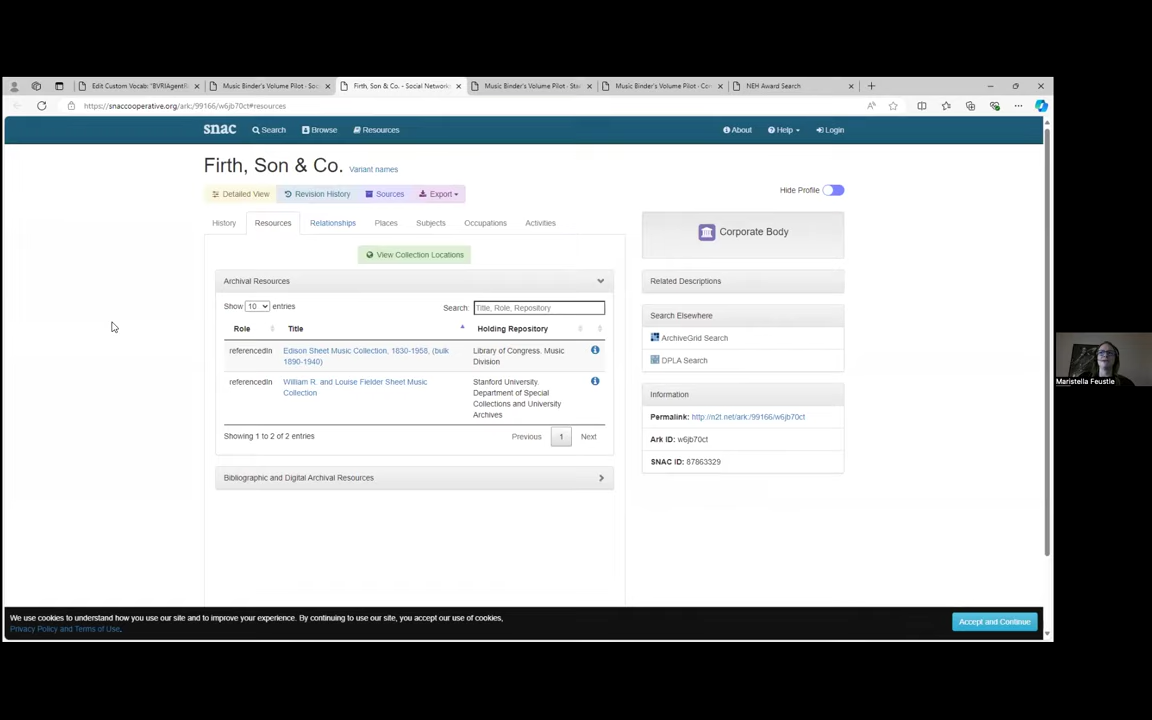 Edit Custom Vocab: "BVRIAgentR
Music Binder's Volume Pilot - Soc
Firth, Son & Co. - Social Network
Music Binder's Volume Pilot - Sta
Music Binder's Volume Pilot - Con
NEH Award Search
https://snaccooperative.org/ark:/99166/w6jb70ct#resources
snac Search Browse Resources About Help Login
Firth, Son & Co. Variant names
Detailed View Revision History Sources Export
Hide Profile
History Resources Relationships Places Subjects Occupations Activities
Corporate Body
View Collection Locations
Archival Resources
Show 10 entries
Search: Title, Role, Repository
Role Title Holding Repository
referencedIn Edison Sheet Music Collection, 1830-1958, (bulk Library of Congress. Music
1890-1940) Division
referencedIn William R. and Louise Fielder Sheet Music Stanford University.
Collection Department of Special
Collections and University
Archives
Showing 1 to 2 of 2 entries
Previous 1 Next
Bibliographic and Digital Archival Resources
Related Descriptions
Search Elsewhere
ArchiveGrid Search
DPLA Search
Information
Permalink: http://n2t.net/ark:/99166/w6jb70ct
Ark ID: w6jb70ct
SNAC ID: 87863329
Maristella Feustle
We use cookies to understand how you use our site and to improve your experience. By continuing to use our site, you accept our use of cookies,
Privacy Policy and Terms of Use.
Accept and Continue